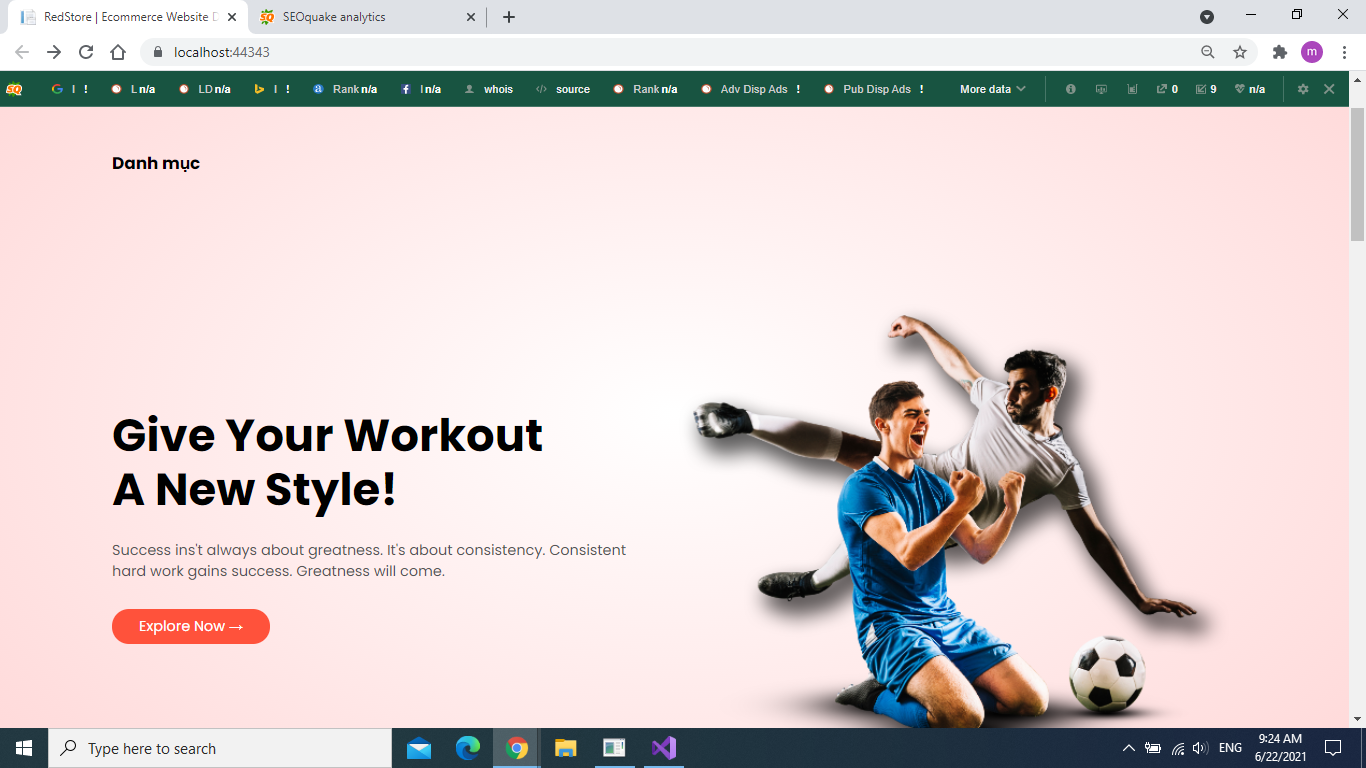 RedStore | Ecommerce Website D
SEOquake analytics
localhost:44343
m
SQ I ! L n/a LD n/a I ! Rank n/a I n/a whois source Rank n/a Adv Disp Ads ! Pub Disp Ads ! More data 0 9 n/a
Danh mục
Give Your Workout
A New Style!
Success ins't always about greatness. It's about consistency. Consistent
hard work gains success. Greatness will come.
Explore Now →
Type here to search
ENG
9:24 AM
6/22/2021